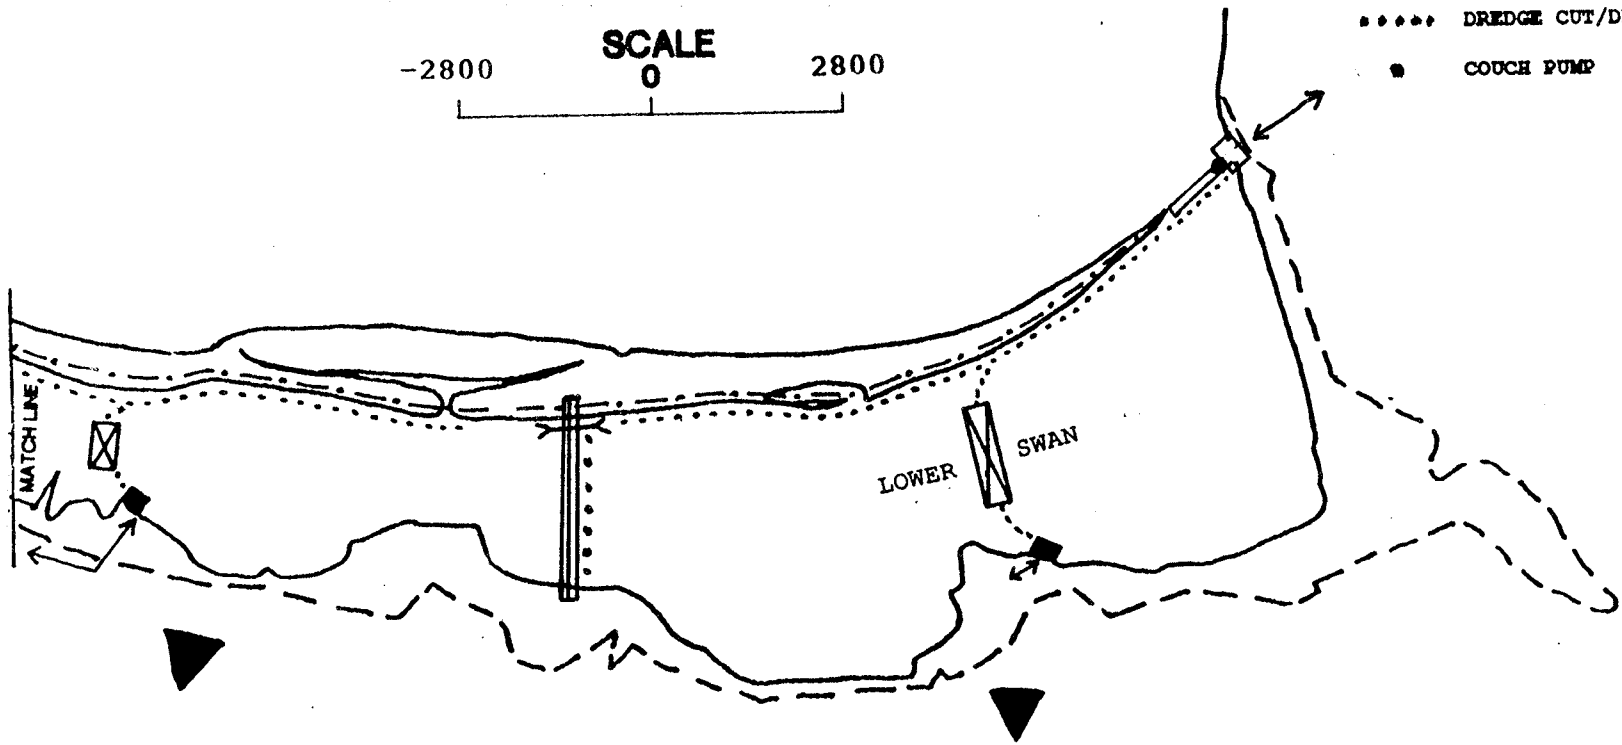 SCALE
-2800 0 2800
DREDGE CUT/D
COUCH PUMP
MATCH LINE
LOWER SWAN